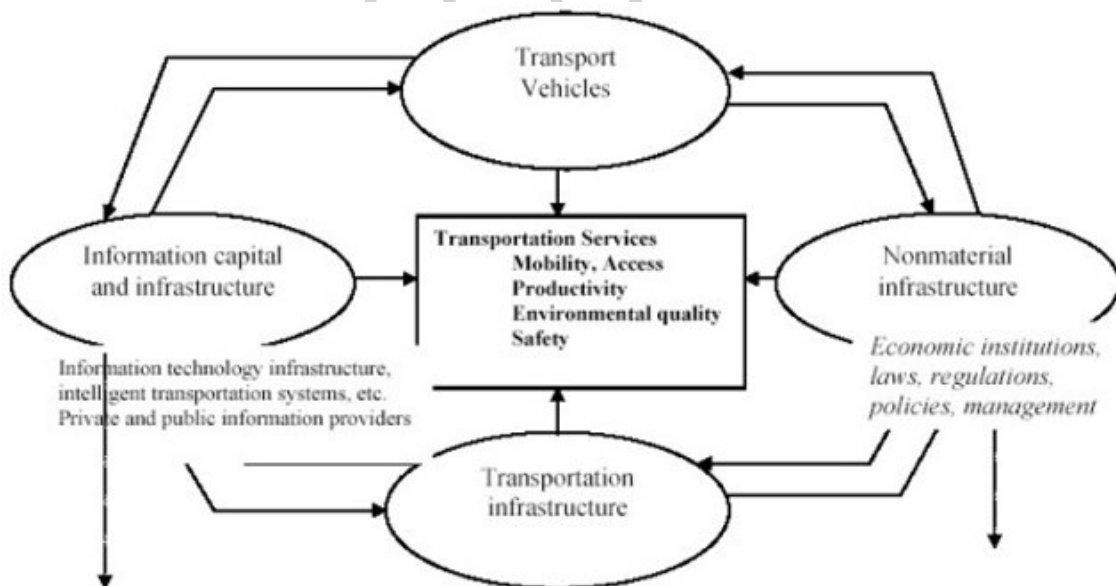 Transport
Vehicles
Information capital
and infrastructure
Transportation Services
Mobility, Access
Productivity
Environmental quality
Safety
Nonmaterial
infrastructure
Information technology infrastructure,
intelligent transportation systems, etc.
Private and public information providers
Economic institutions,
laws, regulations,
policies, management
Transportation
infrastructure